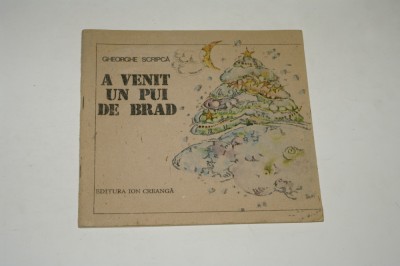 GHEORGHE SCRIPCĂ
A VENIT
UN PUI
DE BRAD
EDITURA ION CREANGĂ